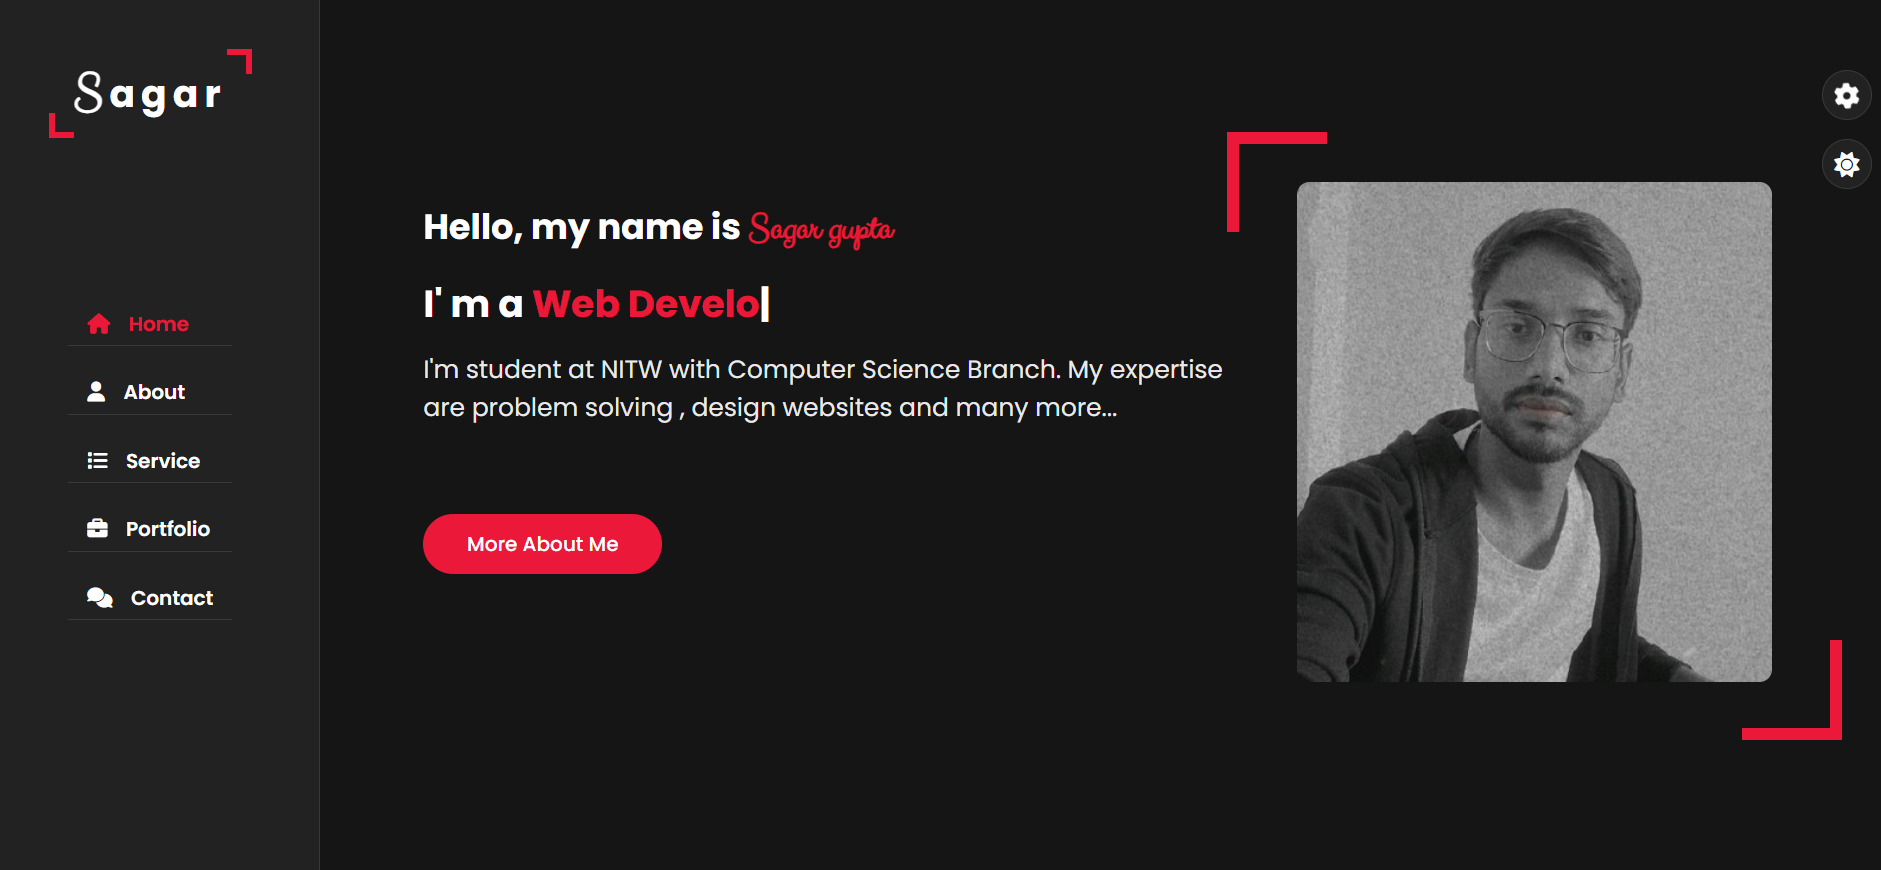 Sagar
Home
About
Service
Portfolio
Contact
Hello, my name is Sagar gupta
I' m a Web Develo
I'm student at NITW with Computer Science Branch. My expertise
are problem solving , design websites and many more...
More About Me